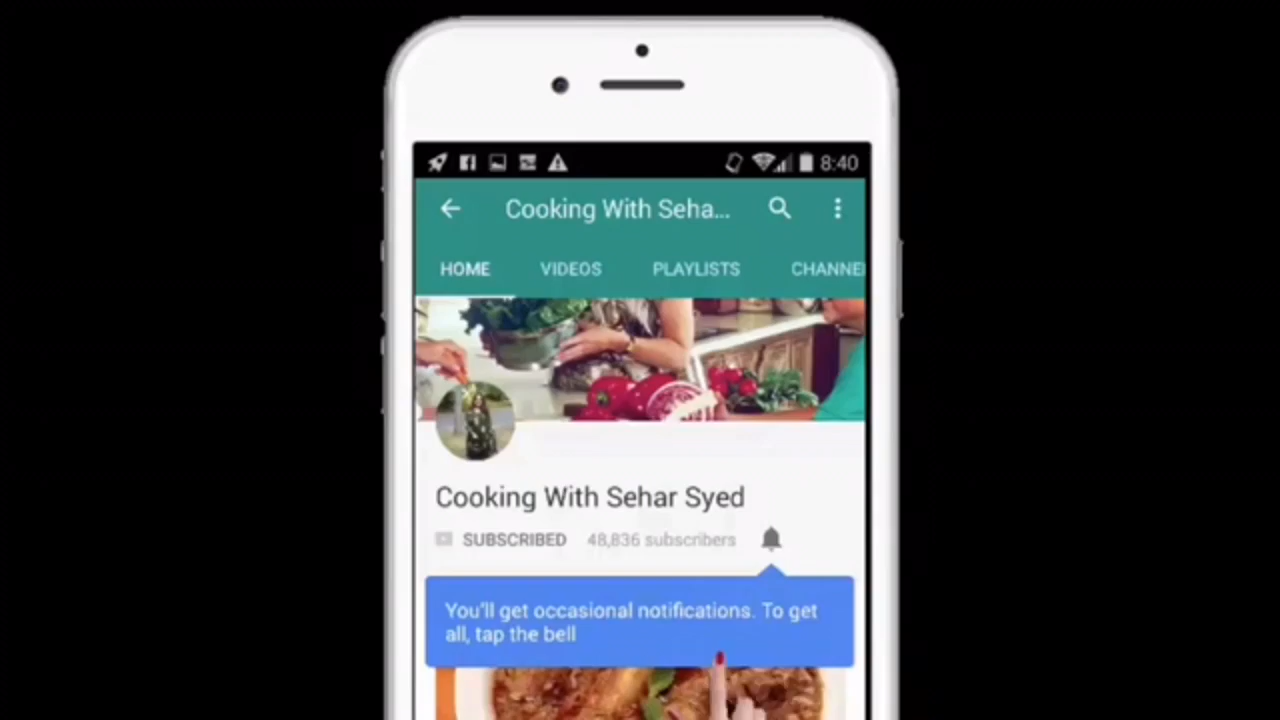 8:40
Cooking With Seha...
HOME VIDEOS PLAYLISTS CHANNE
Cooking With Sehar Syed
SUBSCRIBED 48,836 subscribers
You'll get occasional notifications. To get
all, tap the bell